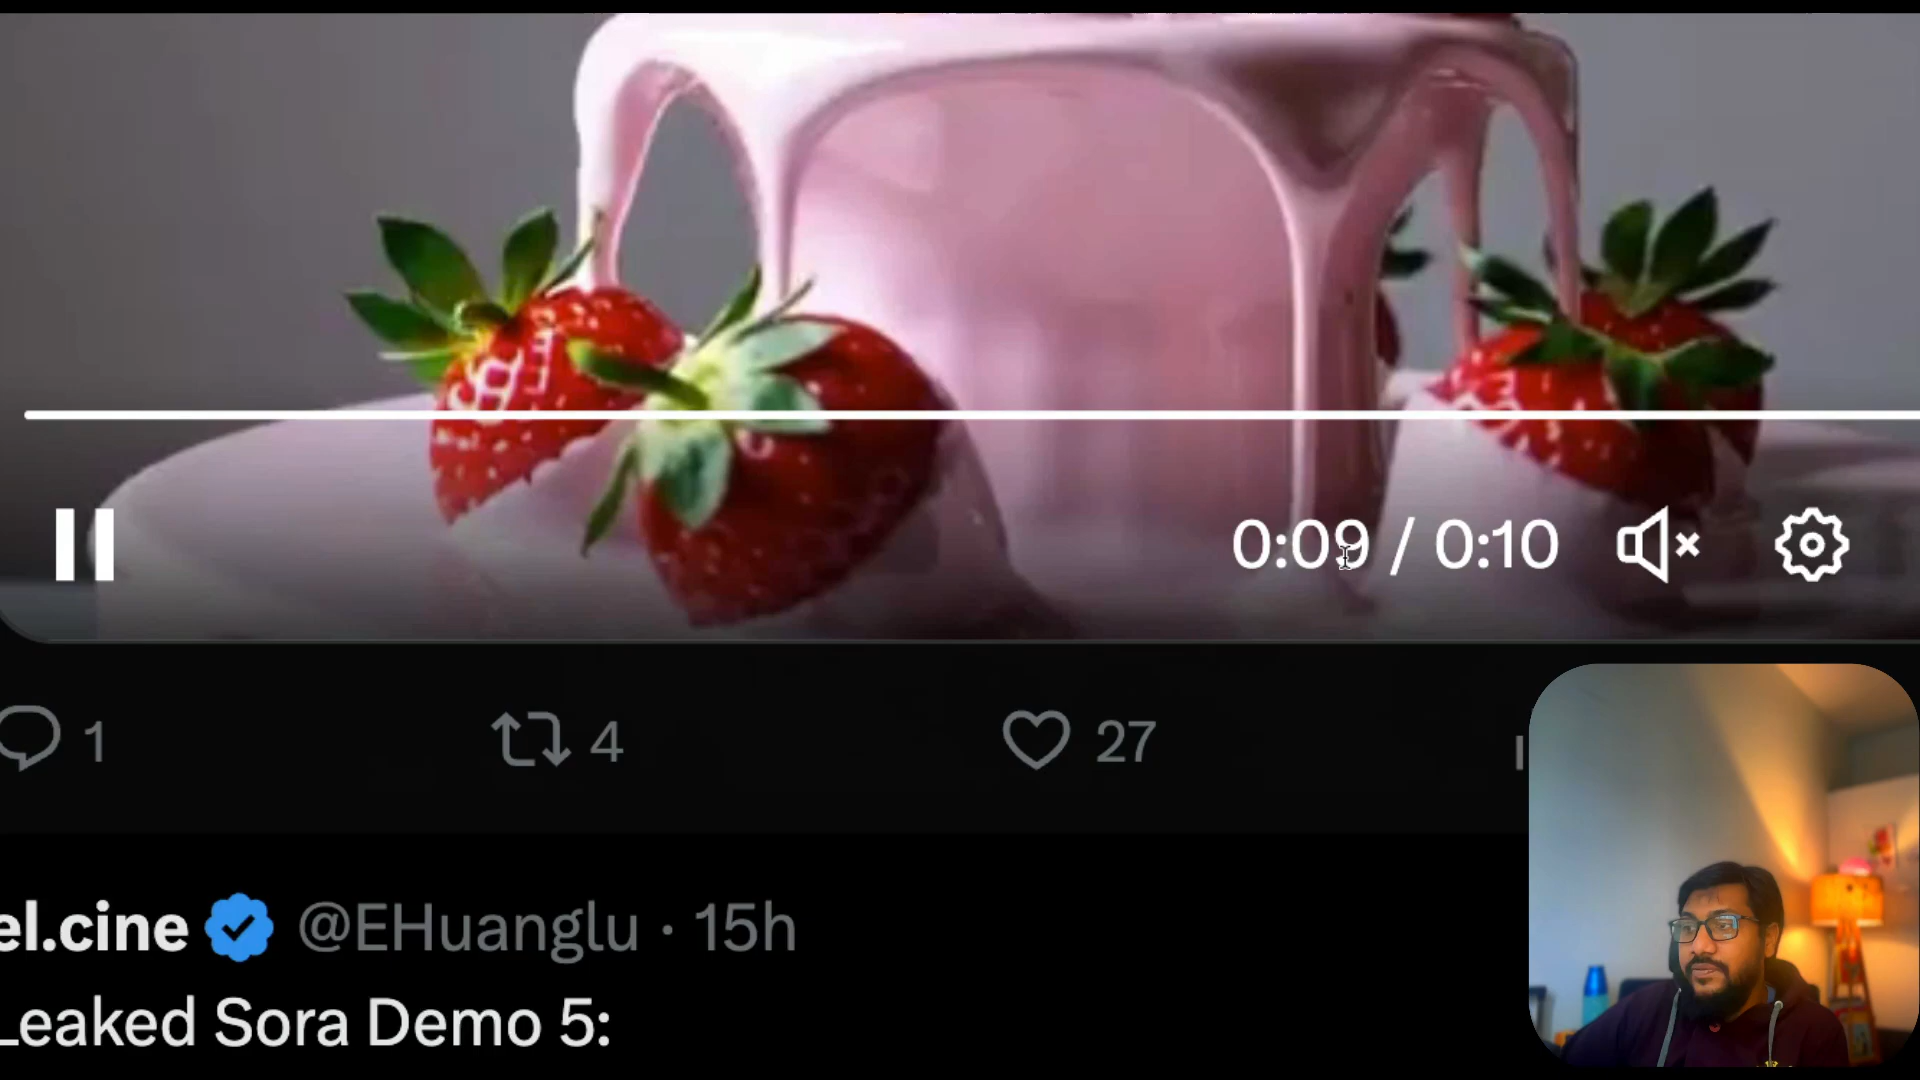 0:09 / 0:10
1 4 27
el.cine @EHuanglu · 15h
Leaked Sora Demo 5: